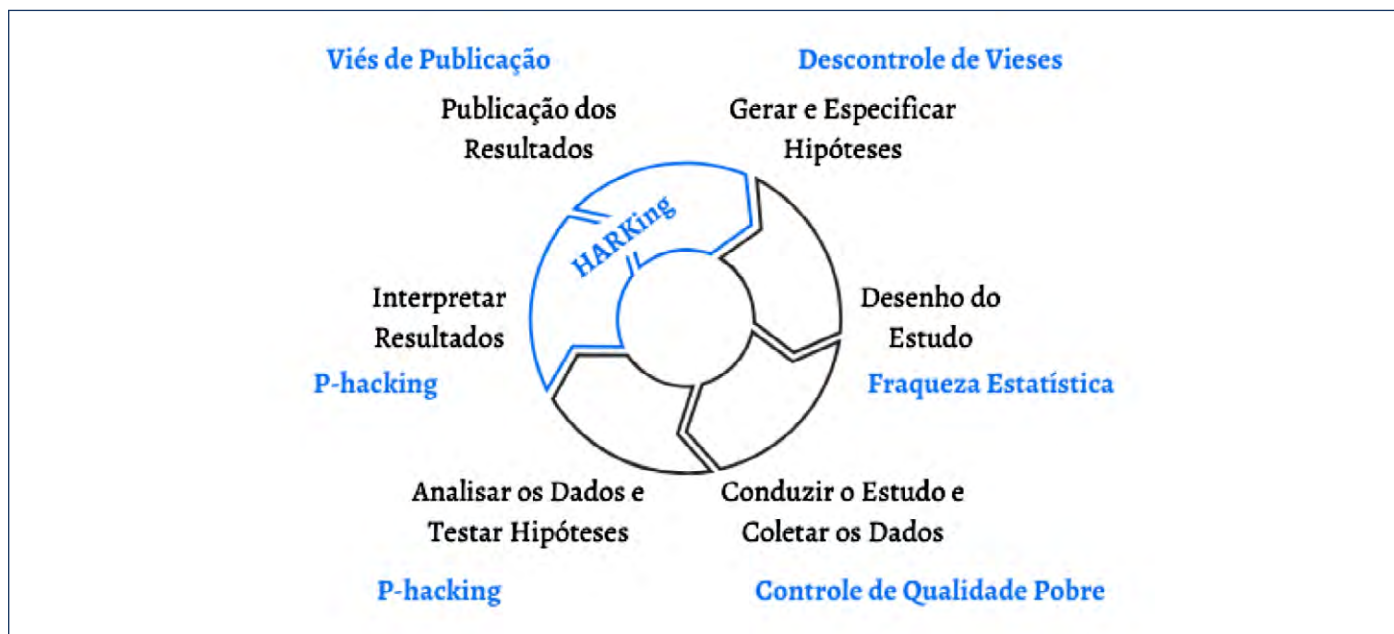 Viés de Publicação
Descontrole de Vieses
Publicação dos
Resultados
Gerar e Especificar
Hipóteses
HARKing
Interpretar
Resultados
P-hacking
Desenho do
Estudo
Fraqueza Estatística
Analisar os Dados e
Testar Hipóteses
P-hacking
Conduzir o Estudo e
Coletar os Dados
Controle de Qualidade Pobre